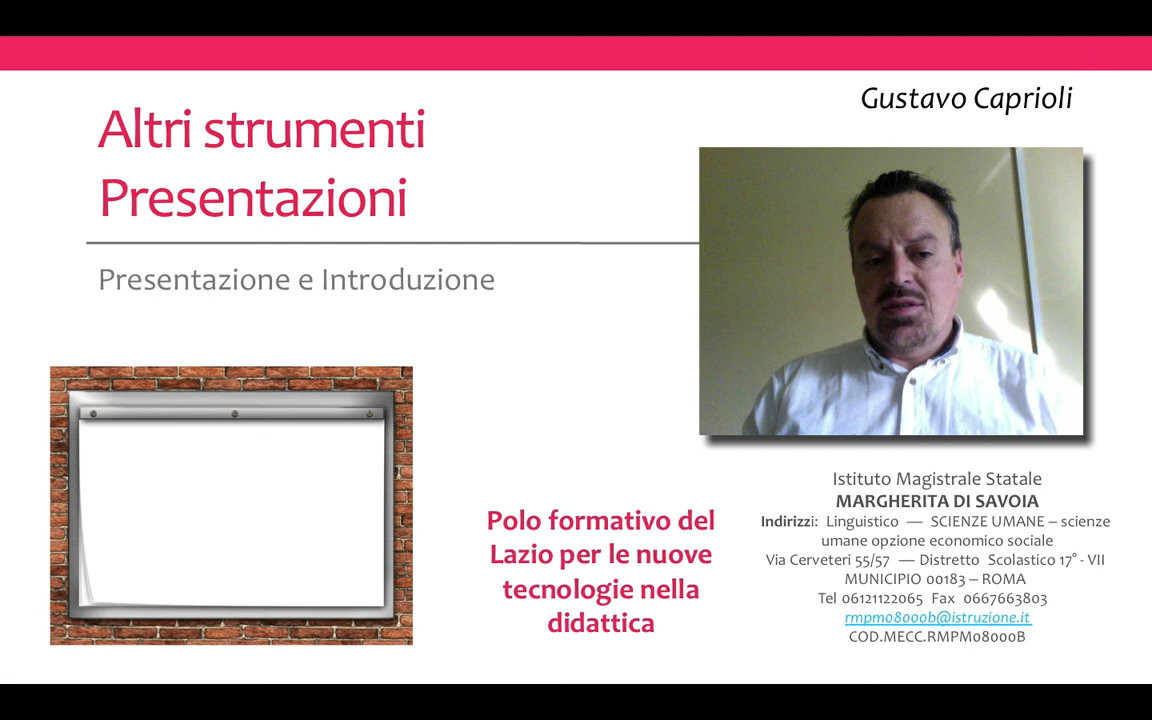 Gustavo Caprioli
Altri strumenti
Presentazioni
Presentazione e Introduzione
Polo formativo del
Lazio per le nuove
tecnologie nella
didattica
Istituto Magistrale Statale
MARGHERITA DI SAVOIA
Indirizzi: Linguistico — SCIENZE UMANE – scienze
umane opzione economico sociale
Via Cerveteri 55/57 — Distretto Scolastico 17° - VII
MUNICIPIO 00183 – ROMA
Tel 06121122065 Fax 0667663803
rmpm08000b@istruzione.it
COD.MECC.RMPM08000B